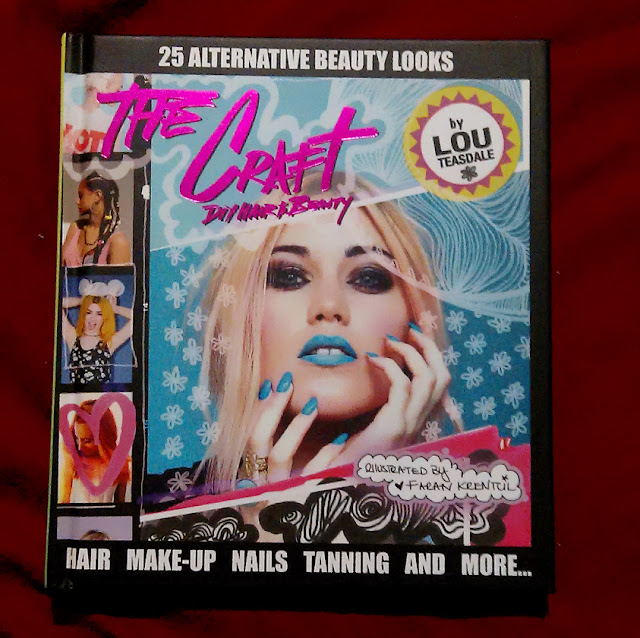 25 ALTERNATIVE BEAUTY LOOKS
THE
CRAFT
DIY HAIR & BEAUTY
by
LOU
TEASDALE
ILLUSTRATED BY
FARAN KRENTCIL
HAIR MAKE-UP NAILS TANNING AND MORE...